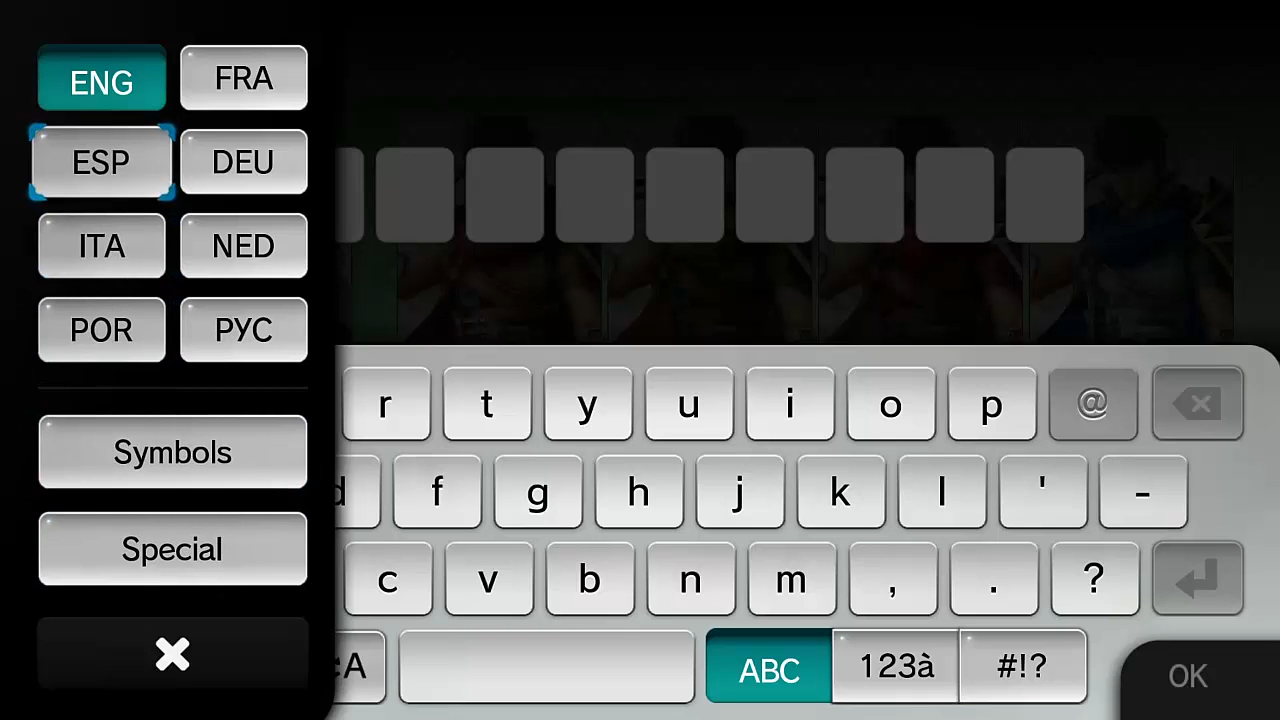 ENG FRA
ESP DEU
ITA NED
POR РУС
Symbols
Special
r t y u i o p @
d f g h j k l ' -
c v b n m , . ?
A ABC 123à #!?
OK